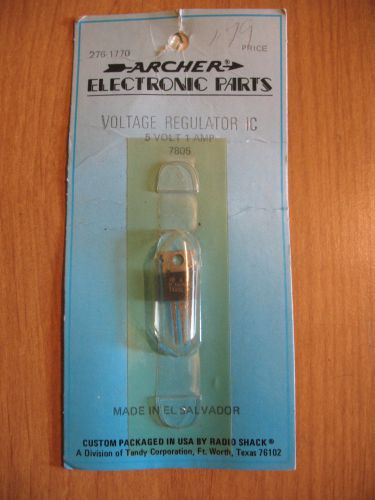 276-1770
179
PRICE
ARCHER®
ELECTRONIC PARTS
VOLTAGE REGULATOR IC
5 VOLT 1 AMP
7805
MADE IN EL SALVADOR
CUSTOM PACKAGED IN USA BY RADIO SHACK®
A Division of Tandy Corporation, Ft. Worth, Texas 76102